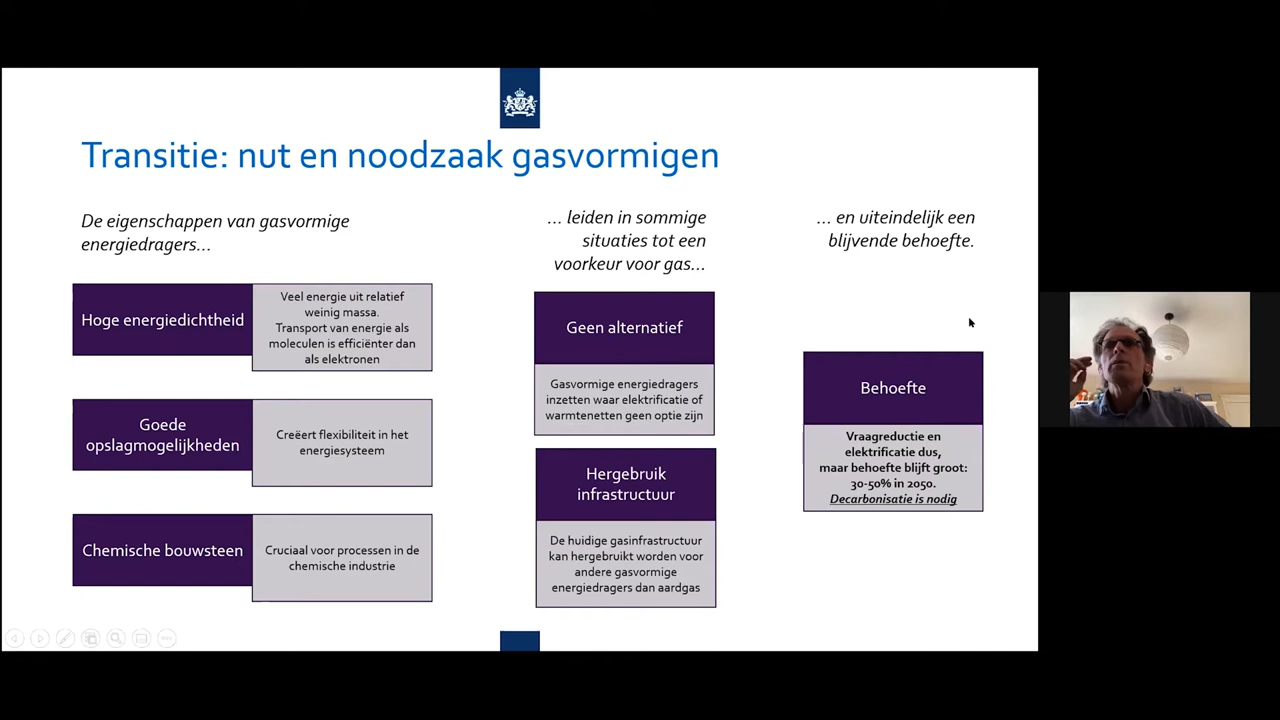 Transitie: nut en noodzaak gasvormigen
De eigenschappen van gasvormige
energiedragers...
Hoge energiedichtheid
Veel energie uit relatief
weinig massa.
Transport van energie als
moleculen is efficiënter dan
als elektronen
Goede
opslagmogelijkheden
Creëert flexibiliteit in het
energiesysteem
Chemische bouwsteen
Cruciaal voor processen in de
chemische industrie
... leiden in sommige
situaties tot een
voorkeur voor gas...
Geen alternatief
Gasvormige energiedragers
inzetten waar elektrificatie of
warmtenetten geen optie zijn
Hergebruik
infrastructuur
De huidige gasinfrastructuur
kan hergebruikt worden voor
andere gasvormige
energiedragers dan aardgas
... en uiteindelijk een
blijvende behoefte.
Behoefte
Vraagreductie en
elektrificatie dus,
maar behoefte blijft groot:
30-50% in 2050.
Decarbonisatie is nodig